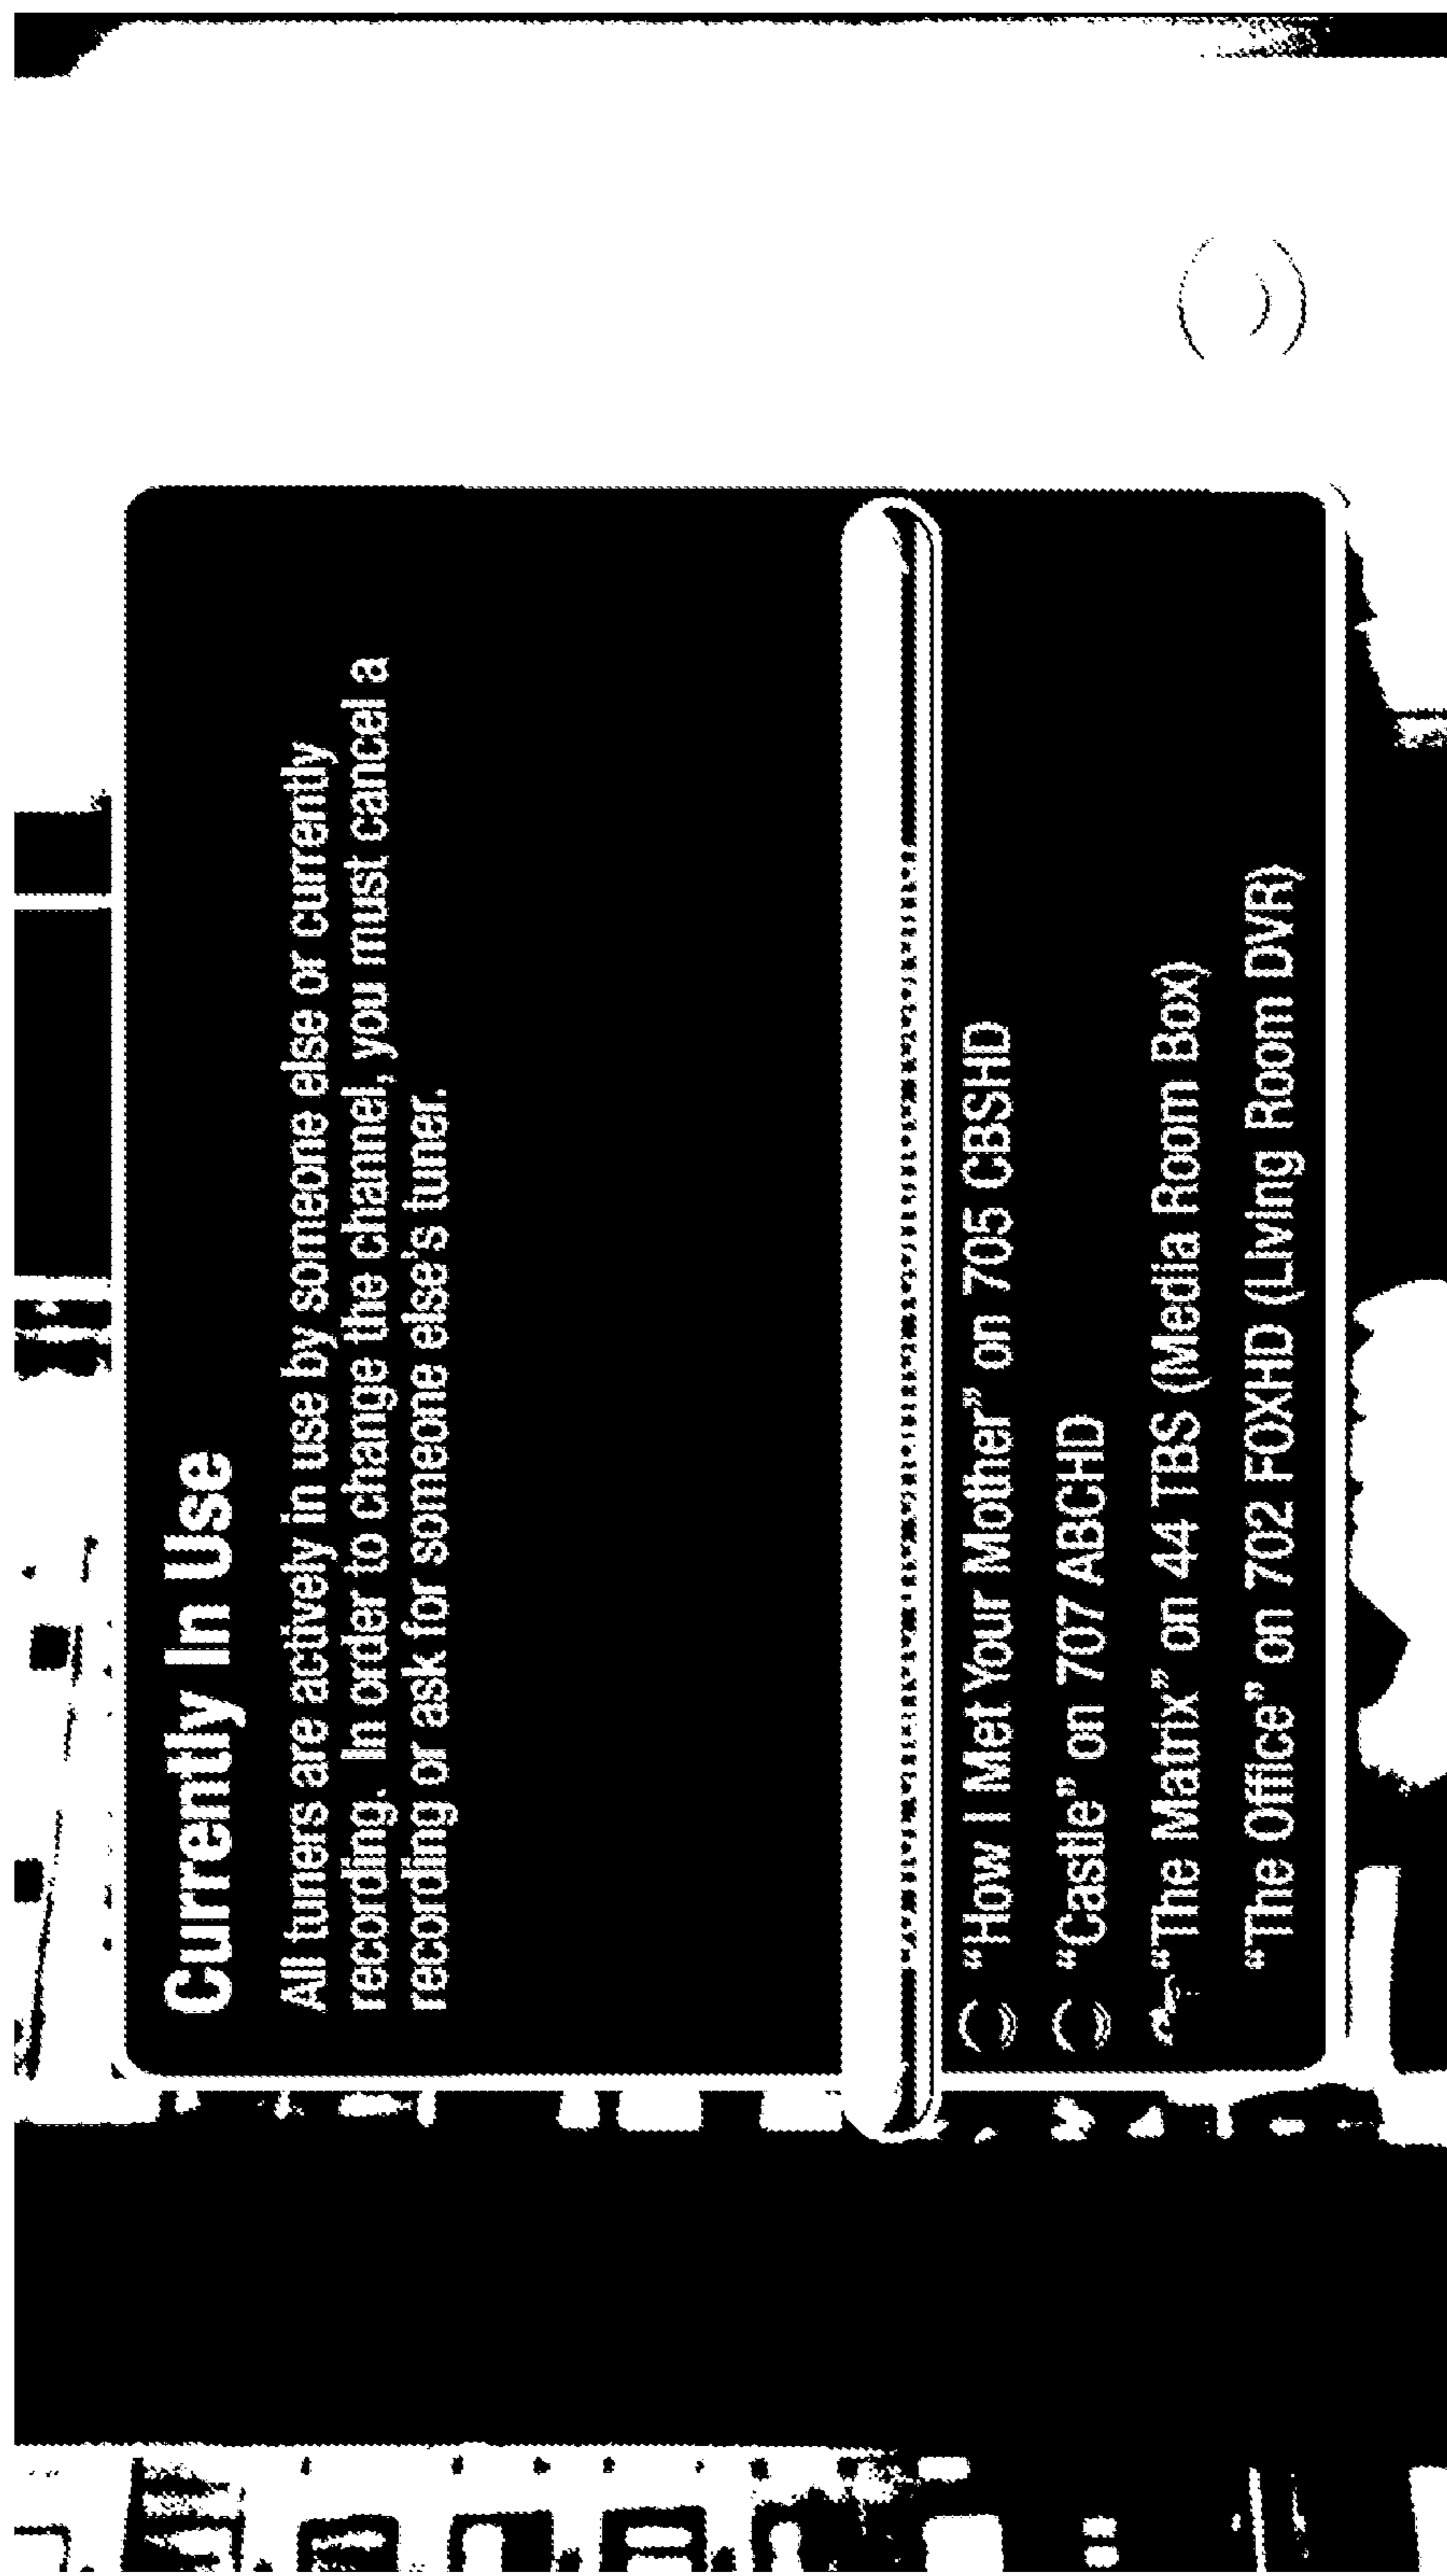 Currently In Use
All tuners are actively in use by someone else or currently
recording. In order to change the channel, you must cancel a
recording or ask for someone else's tuner.
“How I Met Your Mother” on 705 CBSHD
“Castle” on 707 ABCHD
“The Matrix” on 44 TBS (Media Room Box)
“The Office” on 702 FOXHD (Living Room DVR)